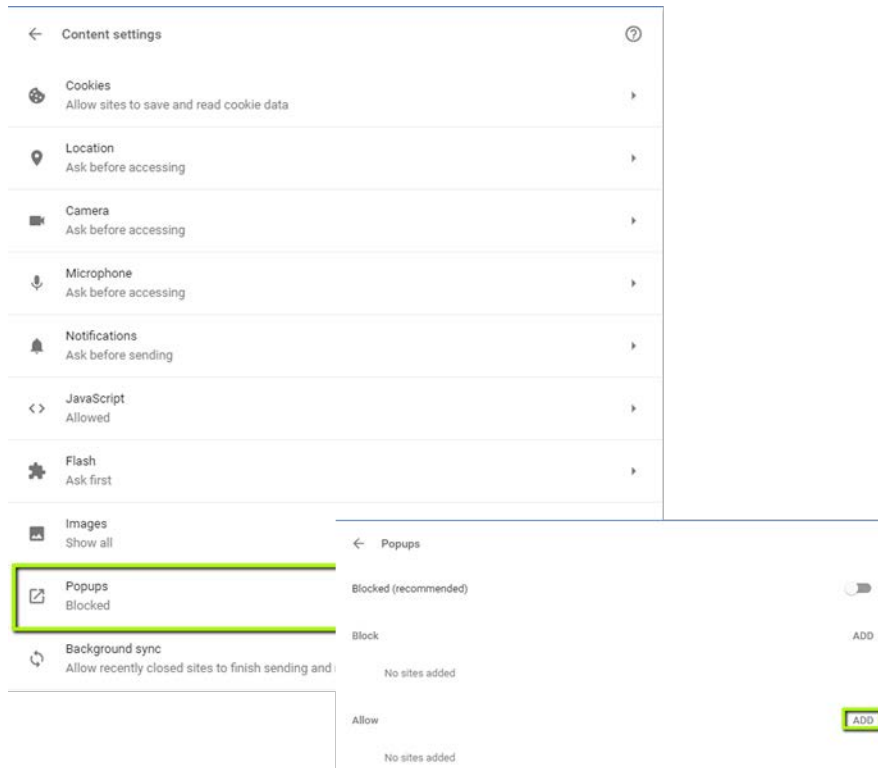 Content settings
Cookies
Allow sites to save and read cookie data
Location
Ask before accessing
Camera
Ask before accessing
Microphone
Ask before accessing
Notifications
Ask before sending
JavaScript
Allowed
Flash
Ask first
Images
Show all
Popups
Blocked
Background sync
Allow recently closed sites to finish sending and
Popups
Blocked (recommended)
Block ADD
No sites added
Allow ADD
No sites added